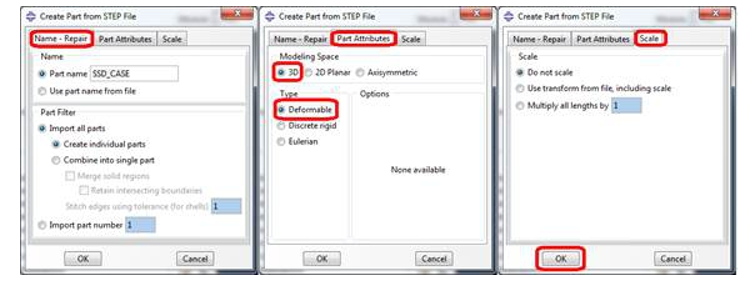 Create Part from STEP File
Name - Repair Part Attributes Scale
Name
Part name SSD_CASE
Use part name from file
Part Filter
Import all parts
Create individual parts
Combine into single part
Merge solid regions
Retain intersecting boundaries
Stitch edges using tolerance (for shells): 1
Import part number 1
OK Cancel
Create Part from STEP File
Name - Repair Part Attributes Scale
Modeling Space
3D 2D Planar Axisymmetric
Type Options
Deformable
Discrete rigid
Eulerian
None available
OK Cancel
Create Part from STEP File
Name - Repair Part Attributes Scale
Scale
Do not scale
Use transform from file, including scale
Multiply all lengths by 1
OK Cancel